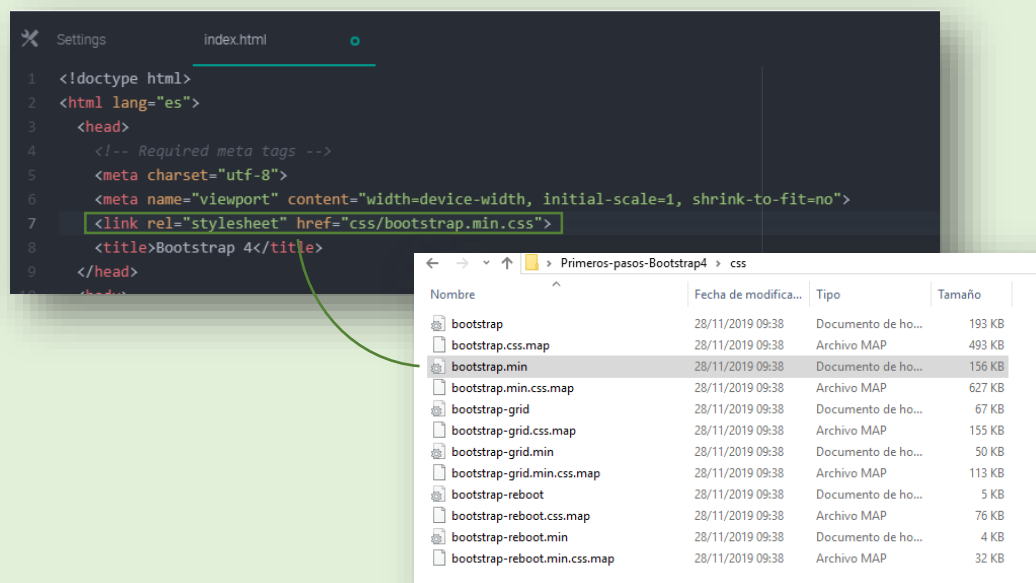 Settings index.html
1 <!doctype html>
2 <html lang="es">
3 <head>
4 <!-- Required meta tags -->
5 <meta charset="utf-8">
6 <meta name="viewport" content="width=device-width, initial-scale=1, shrink-to-fit=no">
7 <link rel="stylesheet" href="css/bootstrap.min.css">
8 <title>Bootstrap 4</title>
9 </head>
10 <body>
Primeros-pasos-Bootstrap4 > css
Nombre Fecha de modifica... Tipo Tamaño
bootstrap 28/11/2019 09:38 Documento de ho... 193 KB
bootstrap.css.map 28/11/2019 09:38 Archivo MAP 493 KB
bootstrap.min 28/11/2019 09:38 Documento de ho... 156 KB
bootstrap.min.css.map 28/11/2019 09:38 Archivo MAP 627 KB
bootstrap-grid 28/11/2019 09:38 Documento de ho... 67 KB
bootstrap-grid.css.map 28/11/2019 09:38 Archivo MAP 155 KB
bootstrap-grid.min 28/11/2019 09:38 Documento de ho... 50 KB
bootstrap-grid.min.css.map 28/11/2019 09:38 Archivo MAP 113 KB
bootstrap-reboot 28/11/2019 09:38 Documento de ho... 5 KB
bootstrap-reboot.css.map 28/11/2019 09:38 Archivo MAP 76 KB
bootstrap-reboot.min 28/11/2019 09:38 Documento de ho... 4 KB
bootstrap-reboot.min.css.map 28/11/2019 09:38 Archivo MAP 32 KB